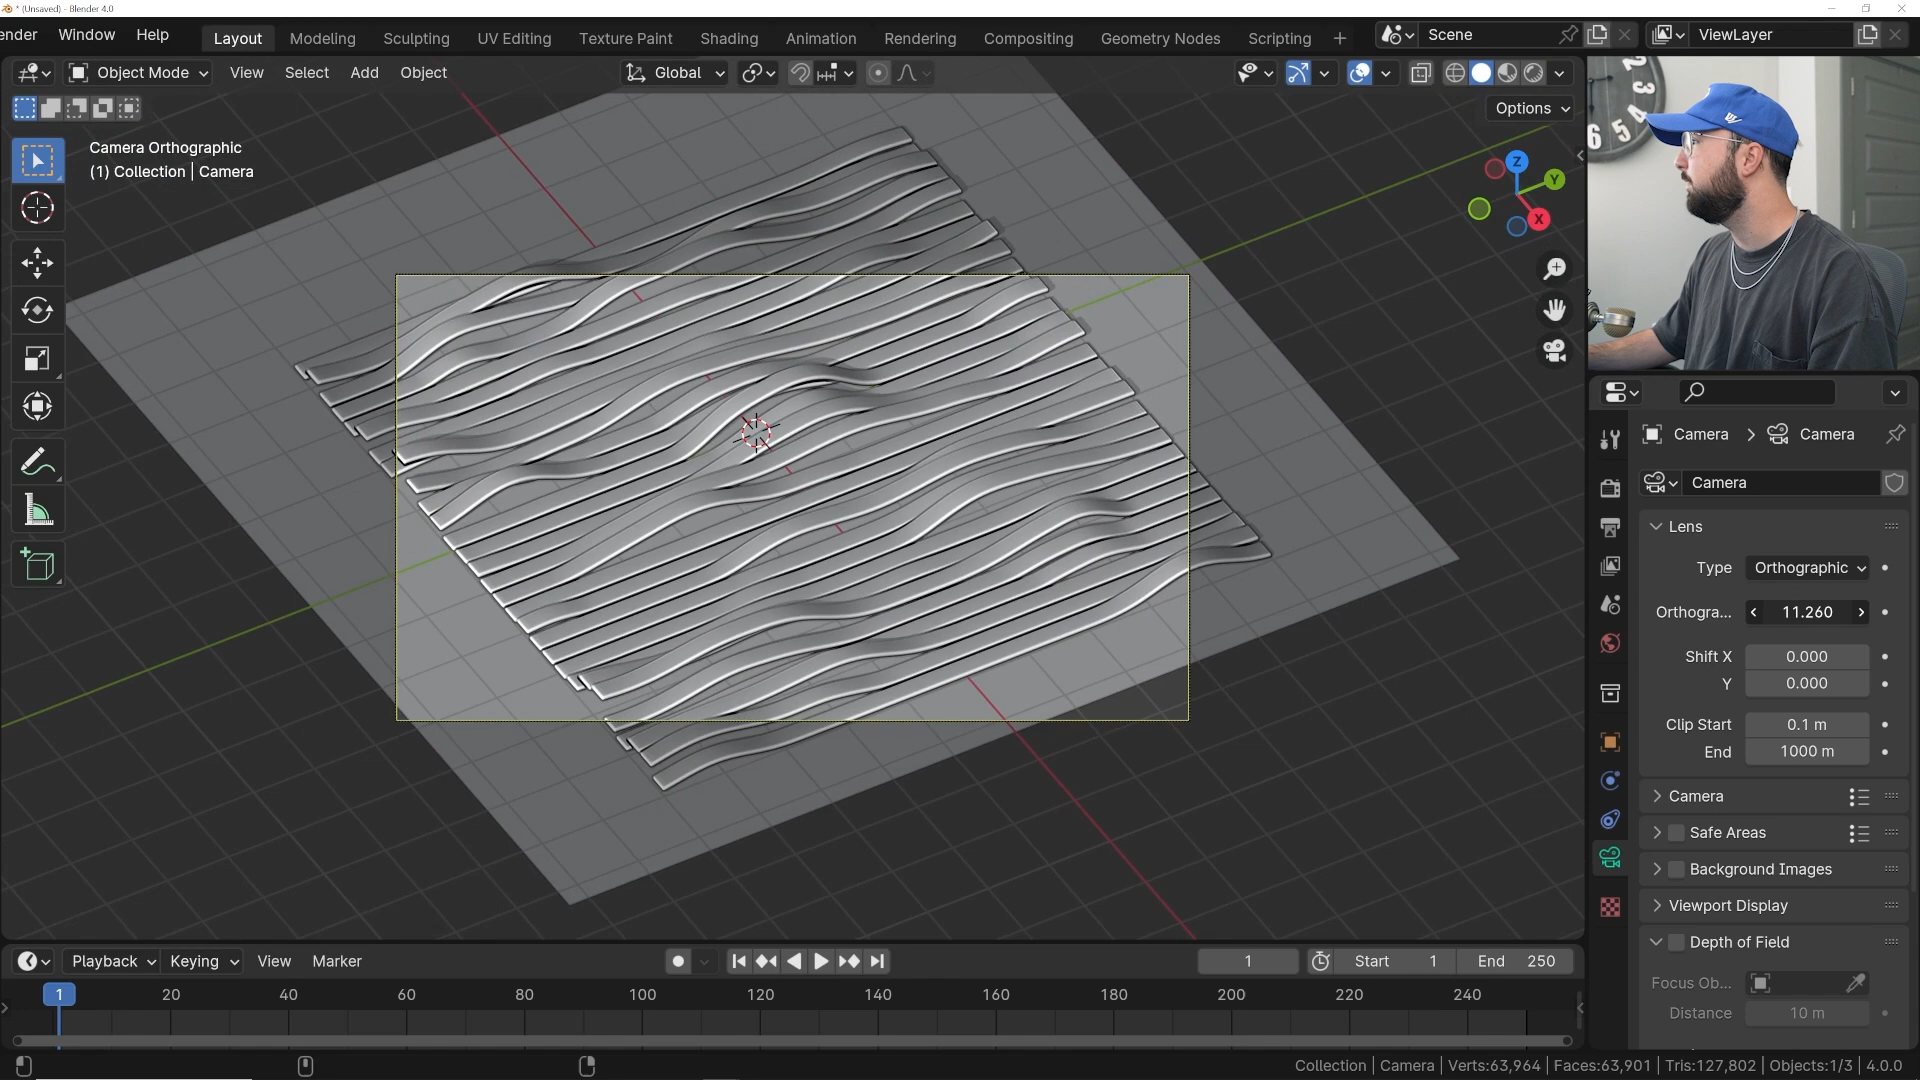 * (Unsaved) - Blender 4.0
ender Window Help Layout Modeling Sculpting UV Editing Texture Paint Shading Animation Rendering Compositing Geometry Nodes Scripting + Scene ViewLayer
Object Mode View Select Add Object Global
Options
Camera Orthographic
(1) Collection | Camera
Z
Y
X
2
3
4
5
6
Camera > Camera
Camera
Lens
Type Orthographic
Orthogra... 11.260
Shift X 0.000
Y 0.000
Clip Start 0.1 m
End 1000 m
Camera
Safe Areas
Background Images
Viewport Display
Depth of Field
Focus Ob...
Distance 10 m
Playback Keying View Marker 1 Start 1 End 250
1 20 40 60 80 100 120 140 160 180 200 220 240
Collection | Camera | Verts:63,964 | Faces:63,901 | Tris:127,802 | Objects:1/3 | 4.0.0